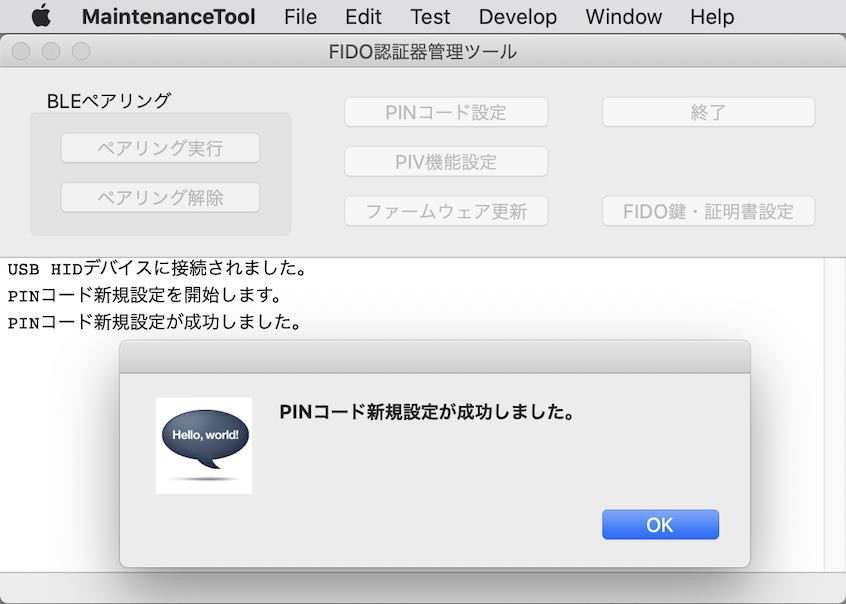 MaintenanceTool File Edit Test Develop Window Help
FIDO認証器管理ツール
BLEペアリング
ペアリング実行
ペアリング解除
PINコード設定
PIV機能設定
ファームウェア更新
終了
FIDO鍵・証明書設定
USB HIDデバイスに接続されました。
PINコード新規設定を開始します。
PINコード新規設定が成功しました。
Hello, world!
PINコード新規設定が成功しました。
OK